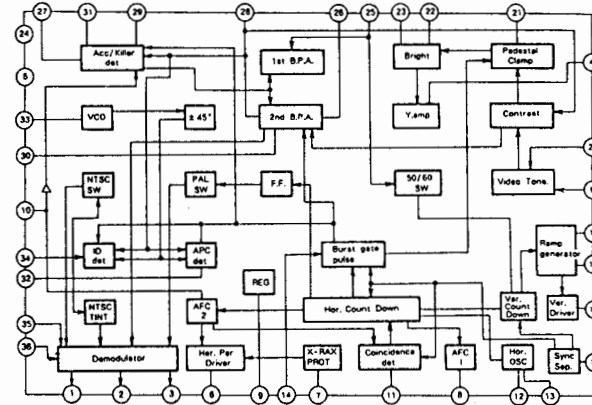 27
31
29
28
26
25
23
22
21
24
Acc/Killer
det
1st B.P.A.
Bright
Pedestal
Clamp
4
5
33
VCO
± 45°
2nd B.P.A.
Y.amp
Contrast
30
NTSC
SW
PAL
SW
F.F.
50/60
SW
Video Tone.
10
34
ID
det
APC
det
Burst gate
pulse
Ramp
generator
32
REG
NTSC
TINT
AFC
2
Hor. Count Down
Ver.
Count Down
Ver.
Driver
35
36
Demodulator
Hor. Par
Driver
X-RAX
PROT
Coincidence
det
AFC
1
Hor.
OSC
Sync
Sep.
1
2
3
6
9
14
7
11
8
12
13